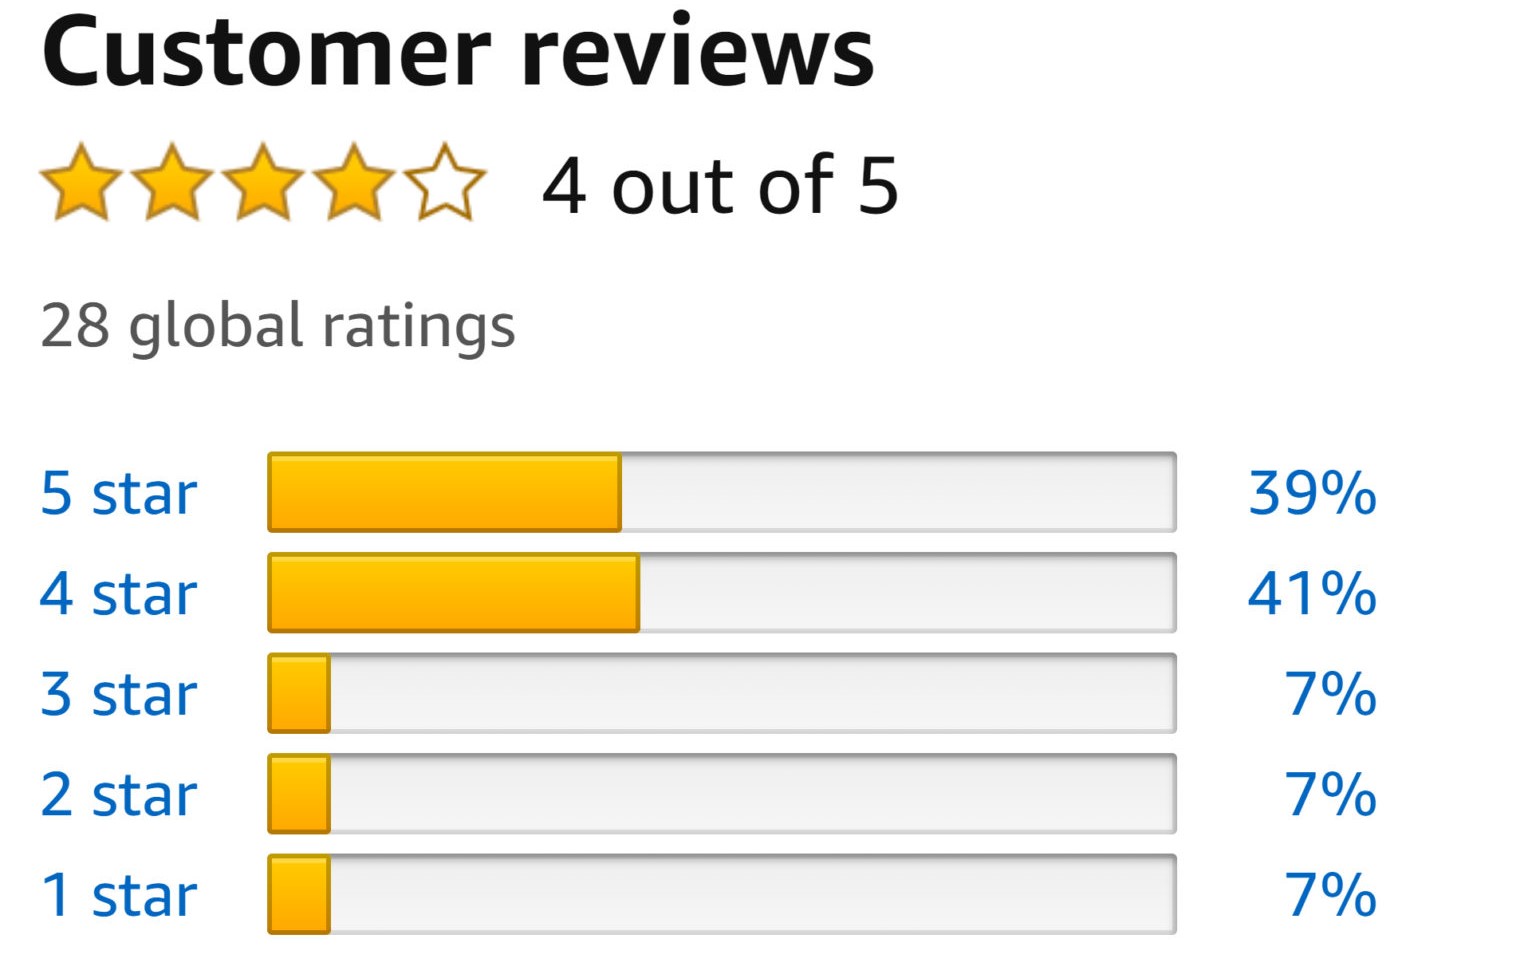 Customer reviews
4 out of 5
28 global ratings
5 star 39%
4 star 41%
3 star 7%
2 star 7%
1 star 7%